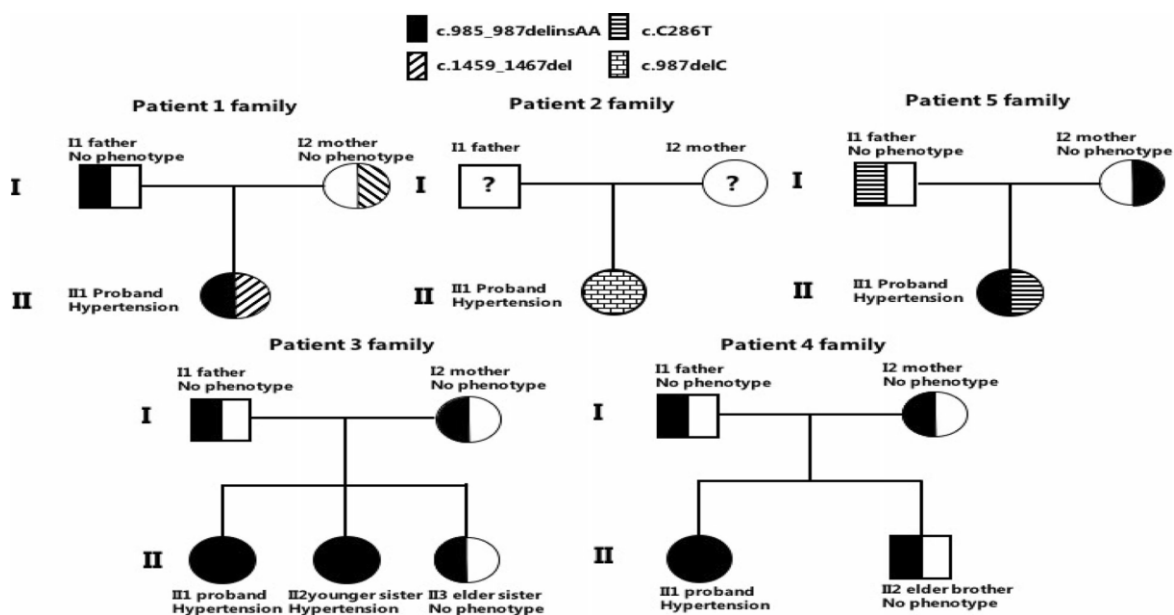 c.985_987delinsAA
c.C286T
c.1459_1467del
c.987delC
Patient 1 family
Patient 2 family
Patient 5 family
I1 father
No phenotype
I2 mother
No phenotype
I1 father
I2 mother
I1 father
No phenotype
I2 mother
No phenotype
I
I
?
?
I
II
II1 Proband
Hypertension
II
II1 Proband
Hypertension
II
II1 Proband
Hypertension
Patient 3 family
Patient 4 family
I1 father
No phenotype
I2 mother
No phenotype
I1 father
No phenotype
I2 mother
No phenotype
I
I
II
II
II1 proband
Hypertension
II2younger sister
Hypertension
II3 elder sister
No phenotype
II1 proband
Hypertension
II2 elder brother
No phenotype